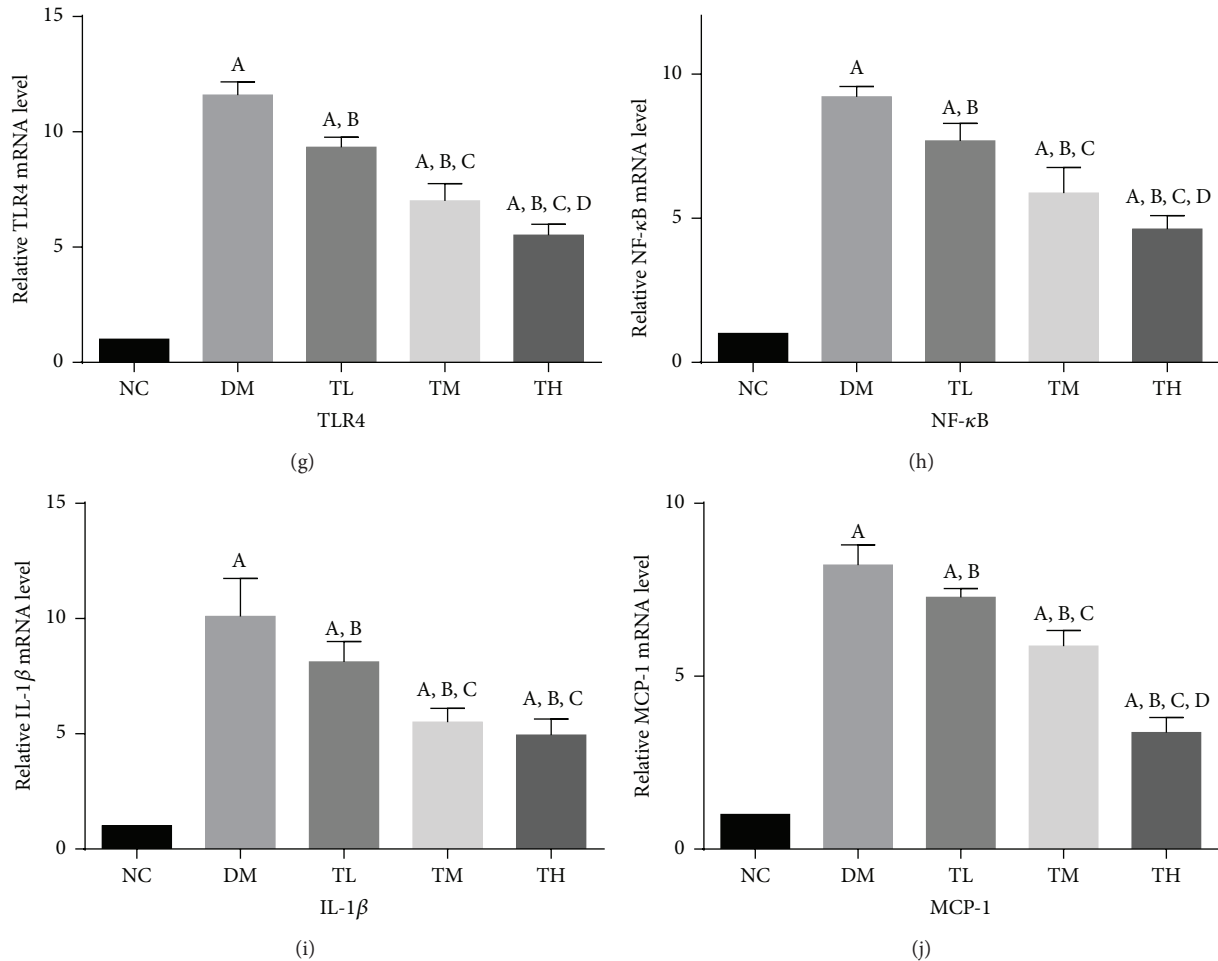 Relative TLR4 mRNA level
15
10
5
0
A
A, B
A, B, C
A, B, C, D
NC DM TL TM TH
TLR4
(g)
Relative NF-κB mRNA level
10
5
0
A
A, B
A, B, C
A, B, C, D
NC DM TL TM TH
NF-κB
(h)
Relative IL-1β mRNA level
15
10
5
0
A
A, B
A, B, C
A, B, C
NC DM TL TM TH
IL-1β
(i)
Relative MCP-1 mRNA level
10
5
0
A
A, B
A, B, C
A, B, C, D
NC DM TL TM TH
MCP-1
(j)